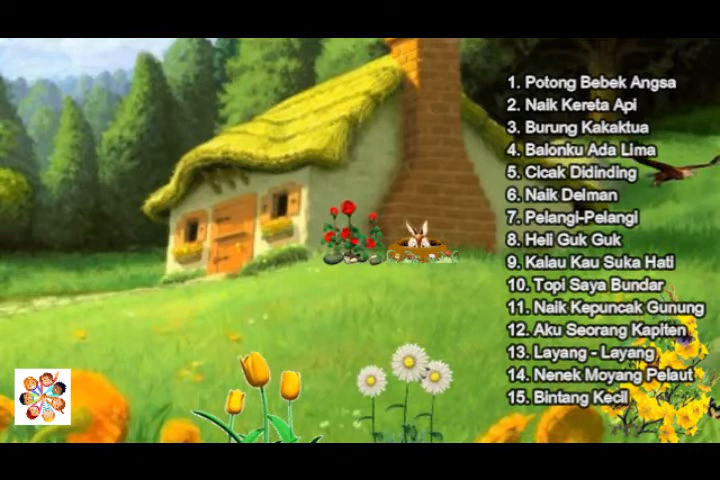 1. Potong Bebek Angsa
2. Naik Kereta Api
3. Burung Kakaktua
4. Balonku Ada Lima
5. Cicak Didinding
6. Naik Delman
7. Pelangi-Pelangi
8. Heli Guk Guk
9. Kalau Kau Suka Hati
10. Topi Saya Bundar
11. Naik Kepuncak Gunung
12. Aku Seorang Kapiten
13. Layang - Layang
14. Nenek Moyang Pelaut
15. Bintang Kecil